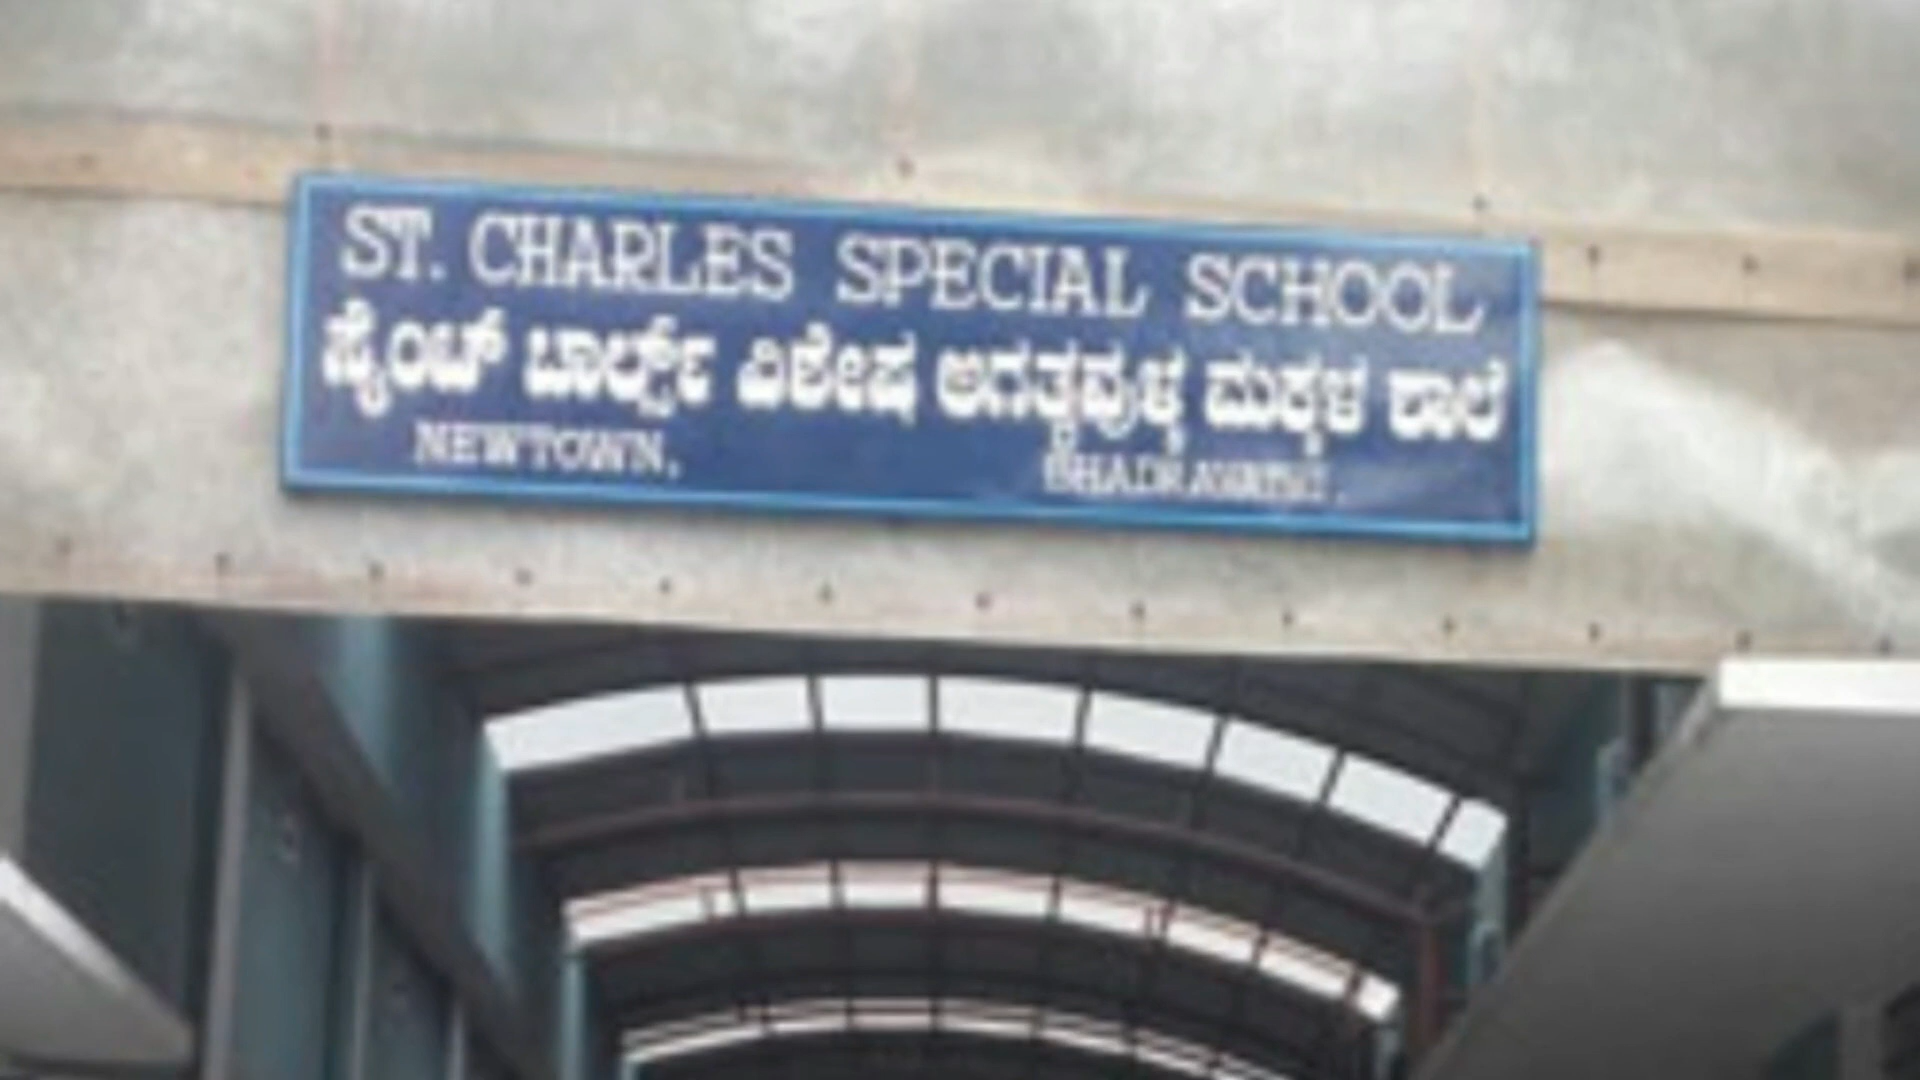 ST. CHARLES SPECIAL SCHOOL
ಸೈಂಟ್ ಚಾರ್ಲ್ಸ್ ವಿಶೇಷ ಅಗತ್ಯವುಳ್ಳ ಮಕ್ಕಳ ಶಾಲೆ
NEWTOWN, BHADRAVATHI.